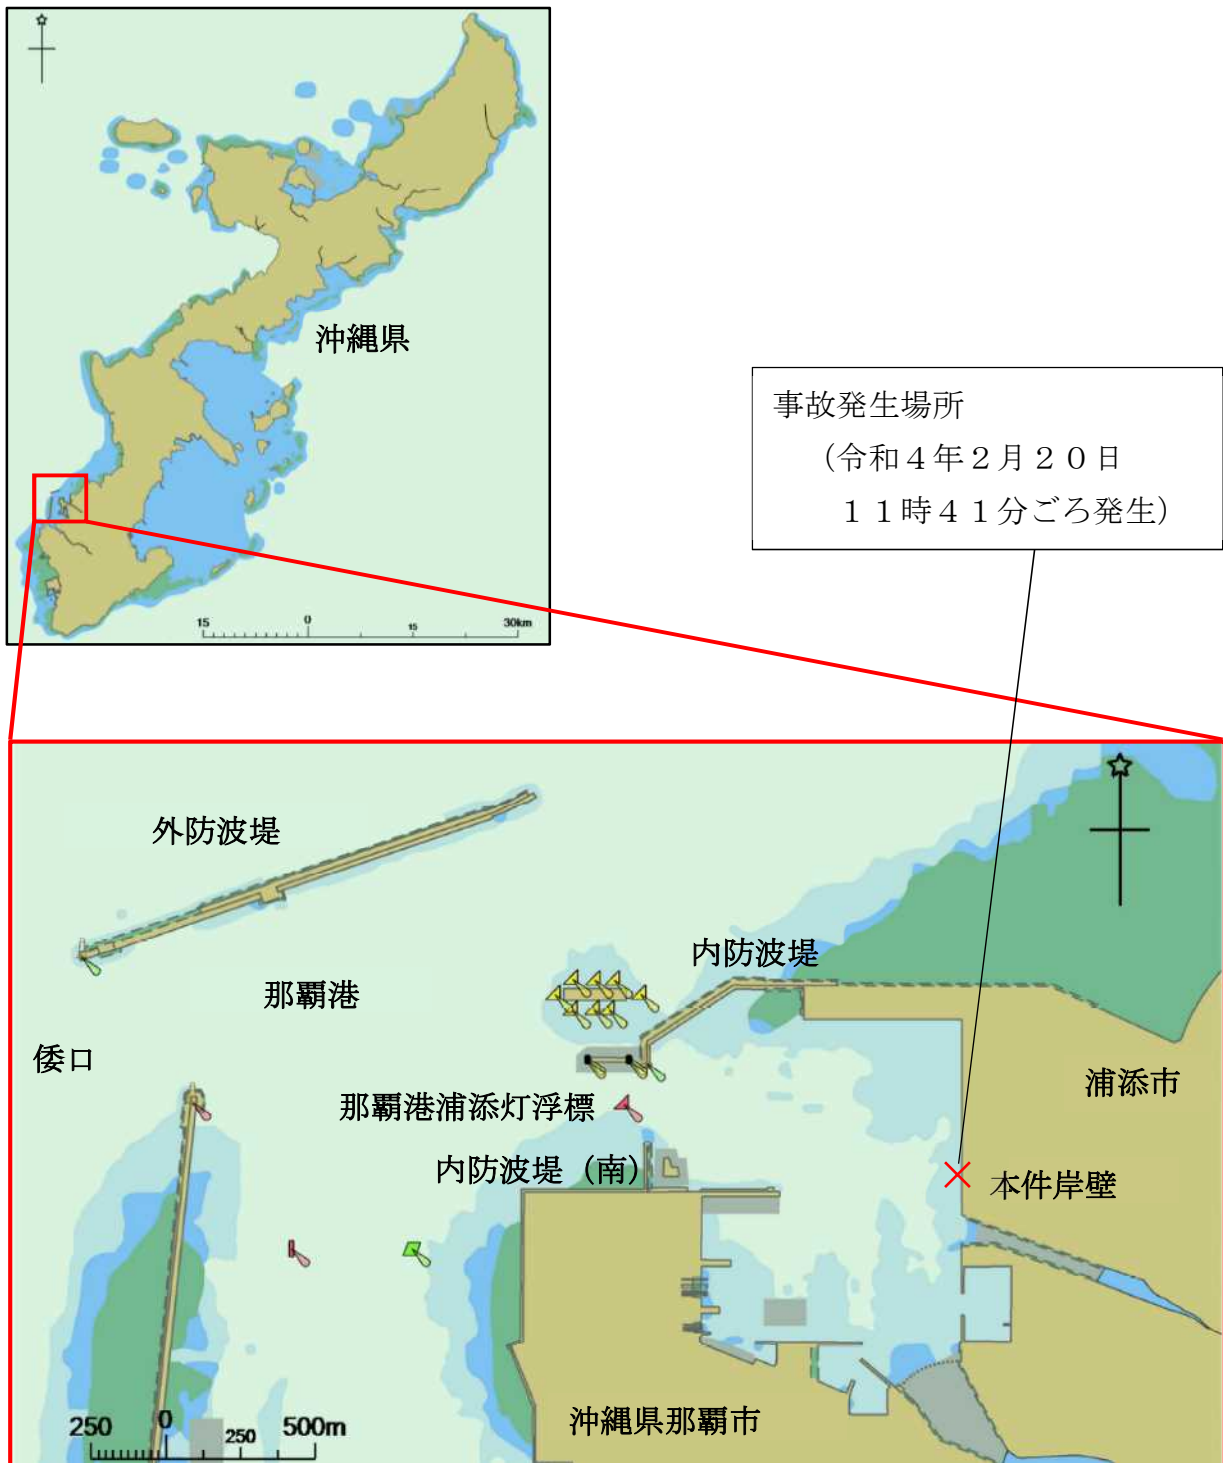 沖縄県
15 0 15 30km
事故発生場所
(令和4年2月20日
11時41分ごろ発生)
外防波堤
内防波堤
那覇港
倭口
浦添市
那覇港浦添灯浮標
内防波堤(南)
本件岸壁
沖縄県那覇市
250 0 250 500m